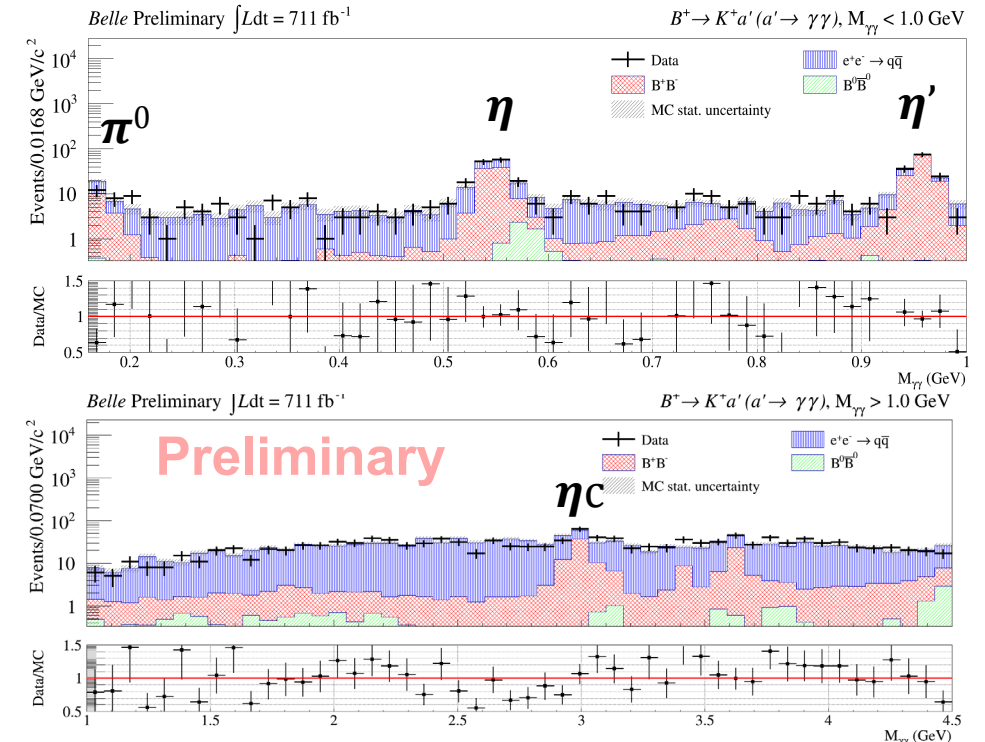 Belle Preliminary ∫Ldt = 711 fb⁻¹ B⁺→ K⁺a′ (a′→ γγ), M_γγ < 1.0 GeV
Events/0.0168 GeV/c²
10⁴
10³
10²
10
1
π⁰
η
η’
Data
e⁺e⁻ → qq̅
B⁺B⁻
B⁰B̅⁰
MC stat. uncertainty
Data/MC
1.5
1
0.5
0.2 0.3 0.4 0.5 0.6 0.7 0.8 0.9 1
M_γγ (GeV)
Belle Preliminary ∫Ldt = 711 fb⁻¹ B⁺→ K⁺a′ (a′→ γγ), M_γγ > 1.0 GeV
Preliminary
Events/0.0700 GeV/c²
10⁴
10³
10²
10
1
ηc
Data
e⁺e⁻ → qq̅
B⁺B⁻
B⁰B̅⁰
MC stat. uncertainty
Data/MC
1.5
1
0.5
1 1.5 2 2.5 3 3.5 4 4.5
M_γγ (GeV)